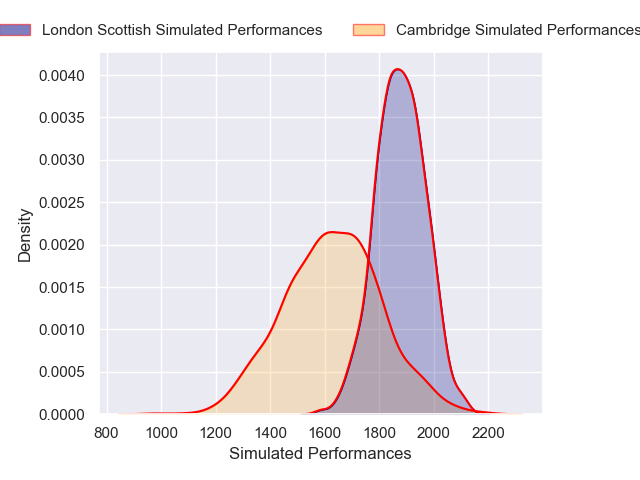 London Scottish Simulated Performances
Cambridge Simulated Performances
0.0040
0.0035
0.0030
0.0025
0.0020
0.0015
0.0010
0.0005
0.0000
Density
800 1000 1200 1400 1600 1800 2000 2200
Simulated Performances